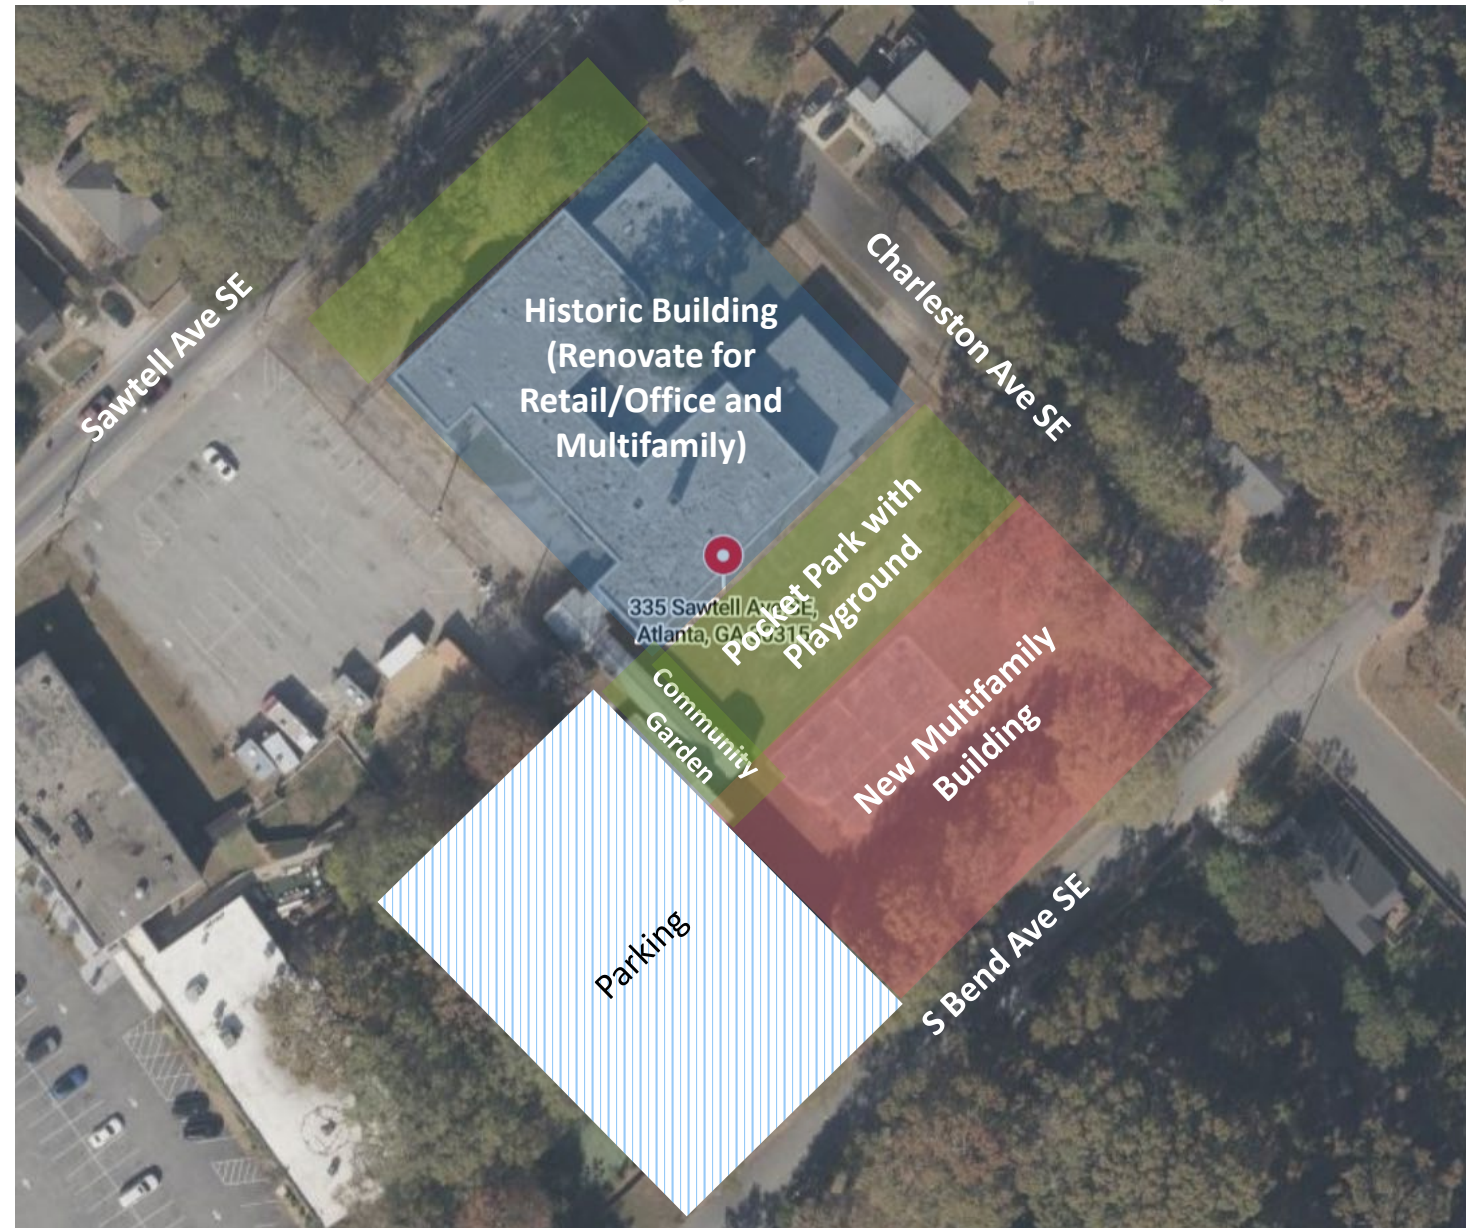 Sawtell Ave SE
Charleston Ave SE
Historic Building
(Renovate for
Retail/Office and
Multifamily)
335 Sawtell Ave SE,
Atlanta, GA 30315
Pocket Park with
Playground
Community
Garden
New Multifamily
Building
Parking
S Bend Ave SE